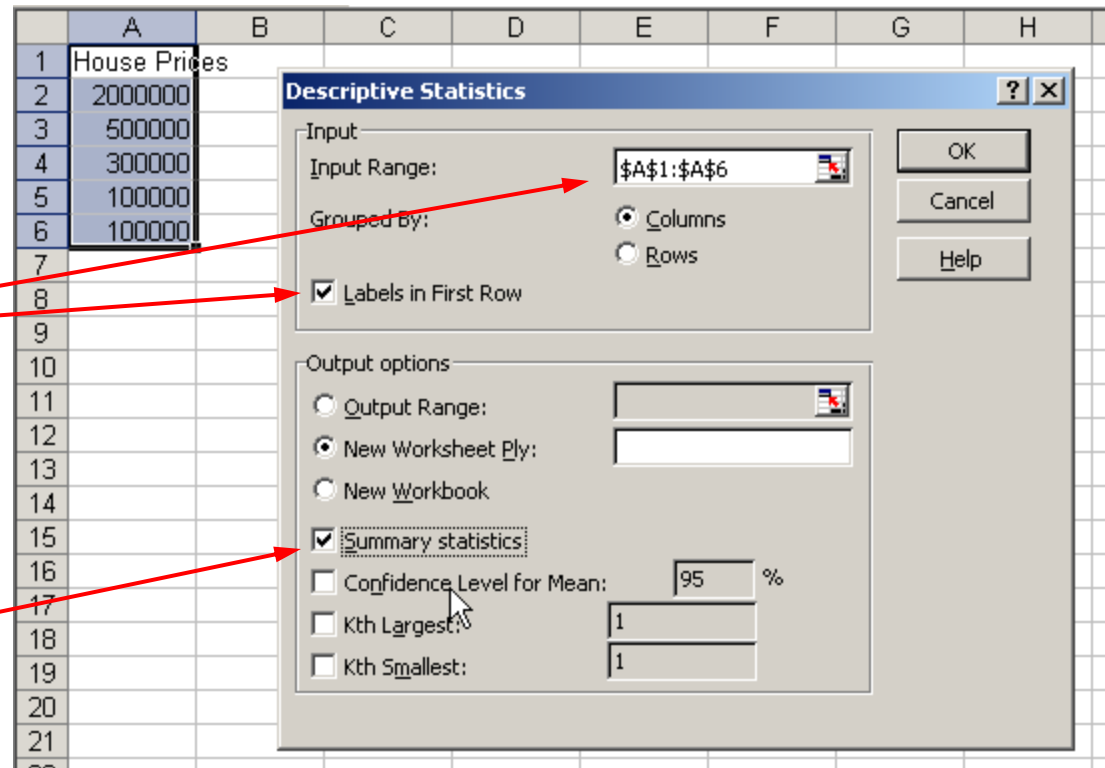 A B C D E F G H
1 House Prices
2 2000000
3 500000
4 300000
5 100000
6 100000
7
8
9
10
11
12
13
14
15
16
17
18
19
20
21
Descriptive Statistics ? X
Input
Input Range: $A$1:$A$6
Grouped By: Columns
Rows
Labels in First Row
OK
Cancel
Help
Output options
Output Range:
New Worksheet Ply:
New Workbook
Summary statistics
Confidence Level for Mean: 95 %
Kth Largest: 1
Kth Smallest: 1